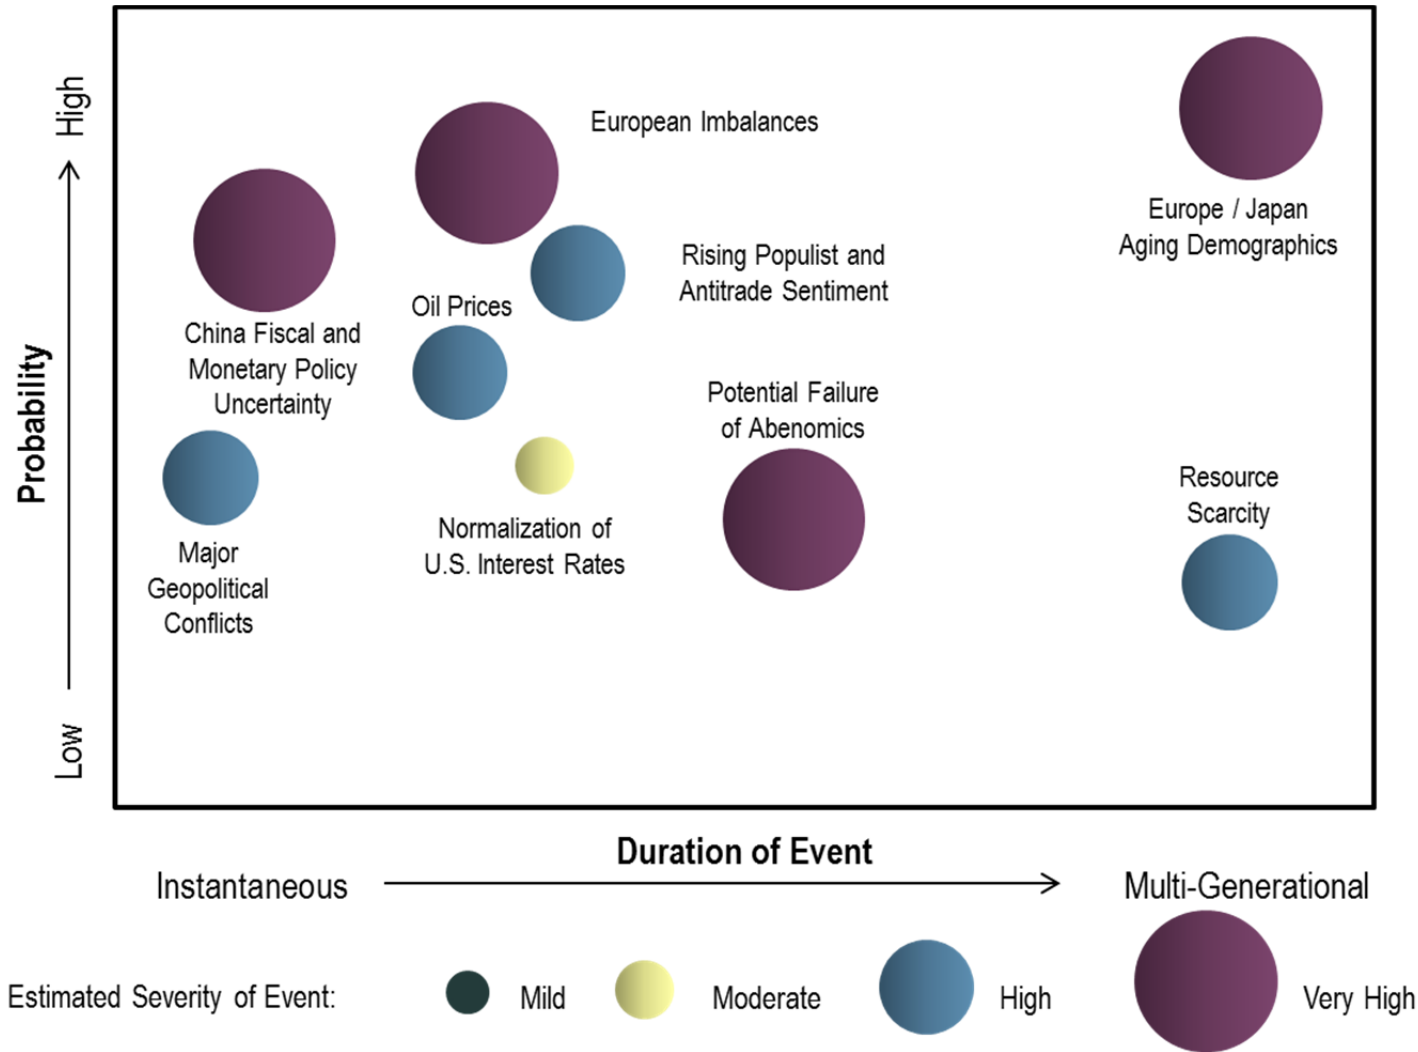 High
Probability
Low
European Imbalances
Europe / Japan
Aging Demographics
Rising Populist and
Antitrade Sentiment
Oil Prices
China Fiscal and
Monetary Policy
Uncertainty
Potential Failure
of Abenomics
Resource
Scarcity
Normalization of
U.S. Interest Rates
Major
Geopolitical
Conflicts
Duration of Event
Instantaneous
Multi-Generational
Estimated Severity of Event:
Mild
Moderate
High
Very High